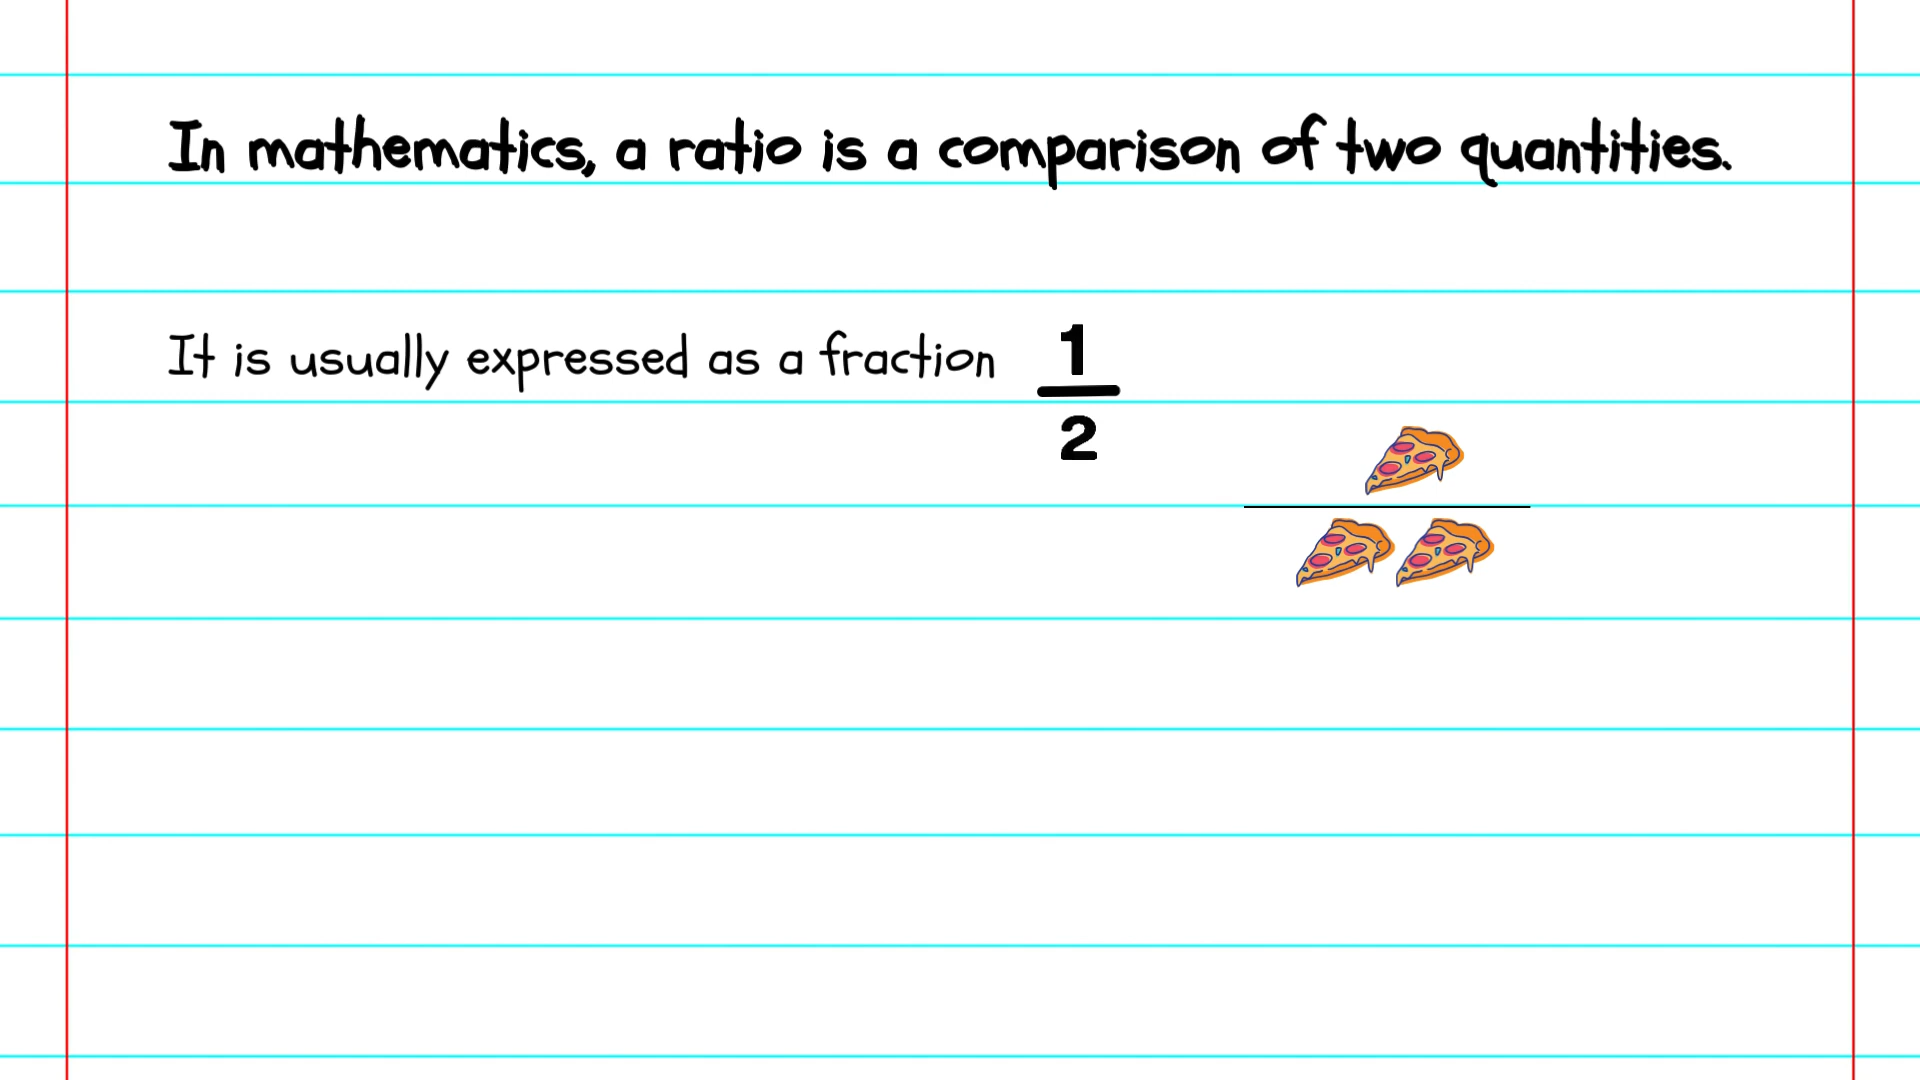 In mathematics, a ratio is a comparison of two quantities.
It is usually expressed as a fraction
1
2